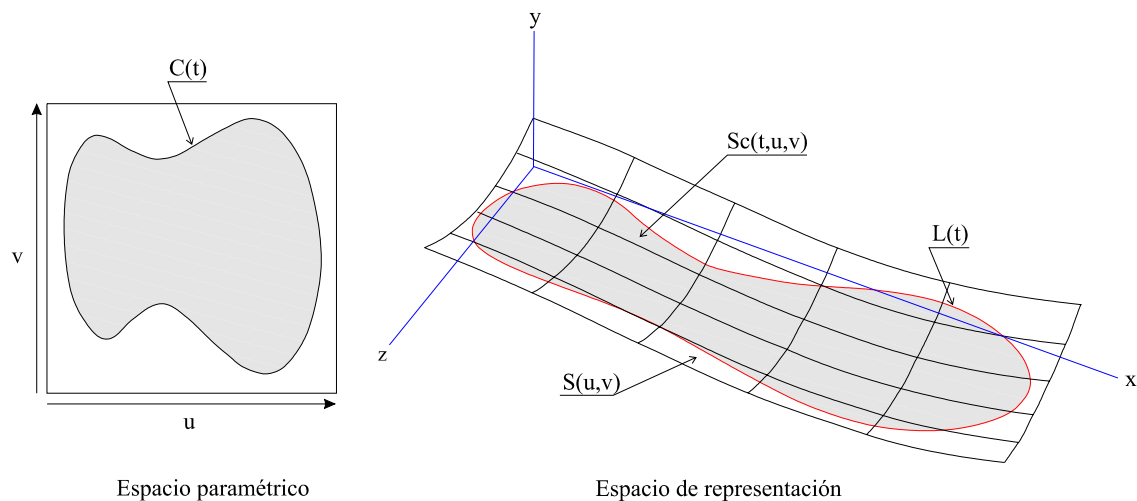 C(t)
v
u
Espacio paramétrico
y
Sc(t,u,v)
L(t)
z
S(u,v)
x
Espacio de representación